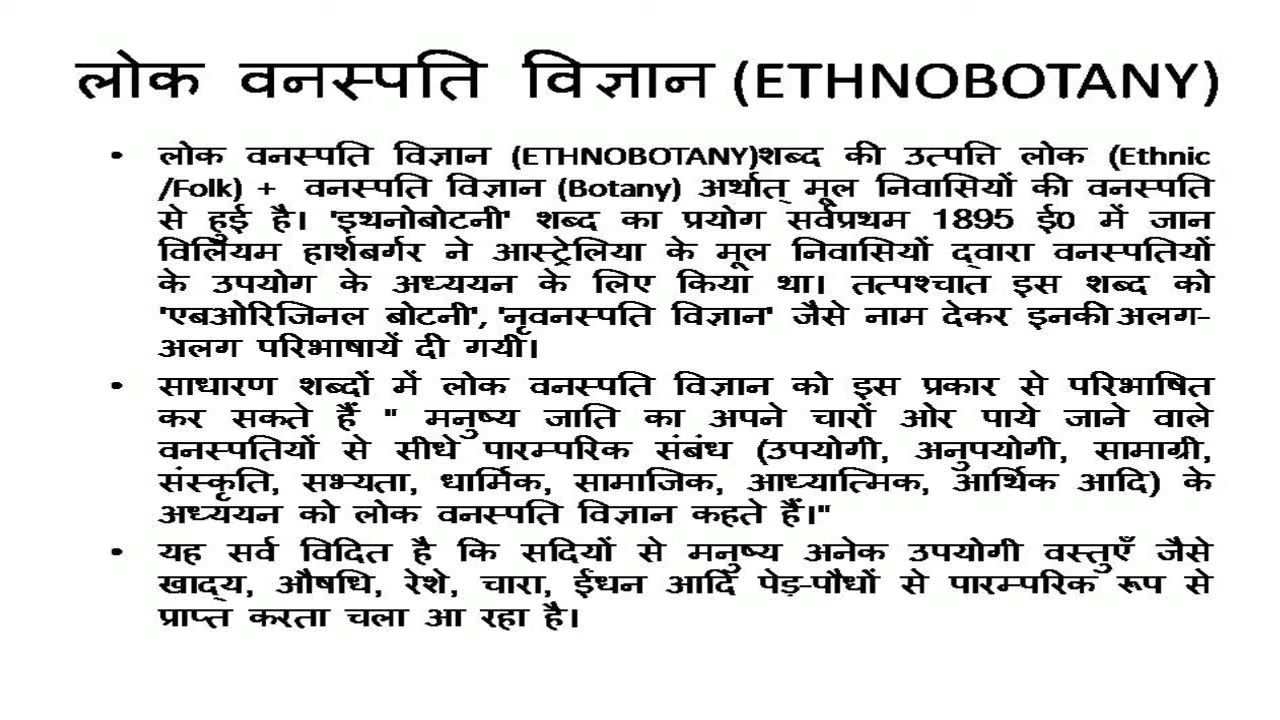 लोक वनस्पति विज्ञान (ETHNOBOTANY)
• लोक वनस्पति विज्ञान (ETHNOBOTANY)शब्द की उत्पत्ति लोक (Ethnic
/Folk) + वनस्पति विज्ञान (Botany) अर्थात् मूल निवासियों की वनस्पति
से हुई है। 'इथनोबोटनी' शब्द का प्रयोग सर्वप्रथम 1895 ई0 में जान
विलियम हार्शबर्गर ने आस्ट्रेलिया के मूल निवासियों द्वारा वनस्पतियों
के उपयोग के अध्ययन के लिए किया था। तत्पश्चात इस शब्द को
'एबओरिजिनल बोटनी', 'नृवनस्पति विज्ञान' जैसे नाम देकर इनकी अलग-
अलग परिभाषायें दी गयीं।
• साधारण शब्दों में लोक वनस्पति विज्ञान को इस प्रकार से परिभाषित
कर सकते हैं " मनुष्य जाति का अपने चारों ओर पाये जाने वाले
वनस्पतियों से सीधे पारम्परिक संबंध (उपयोगी, अनुपयोगी, सामाग्री,
संस्कृति, सभ्यता, धार्मिक, सामाजिक, आध्यात्मिक, आर्थिक आदि) के
अध्ययन को लोक वनस्पति विज्ञान कहते हैं।"
• यह सर्व विदित है कि सदियों से मनुष्य अनेक उपयोगी वस्तुएँ जैसे
खाद्य, औषधि, रेशे, चारा, ईंधन आदि पेड़-पौधों से पारम्परिक रूप से
प्राप्त करता चला आ रहा है।